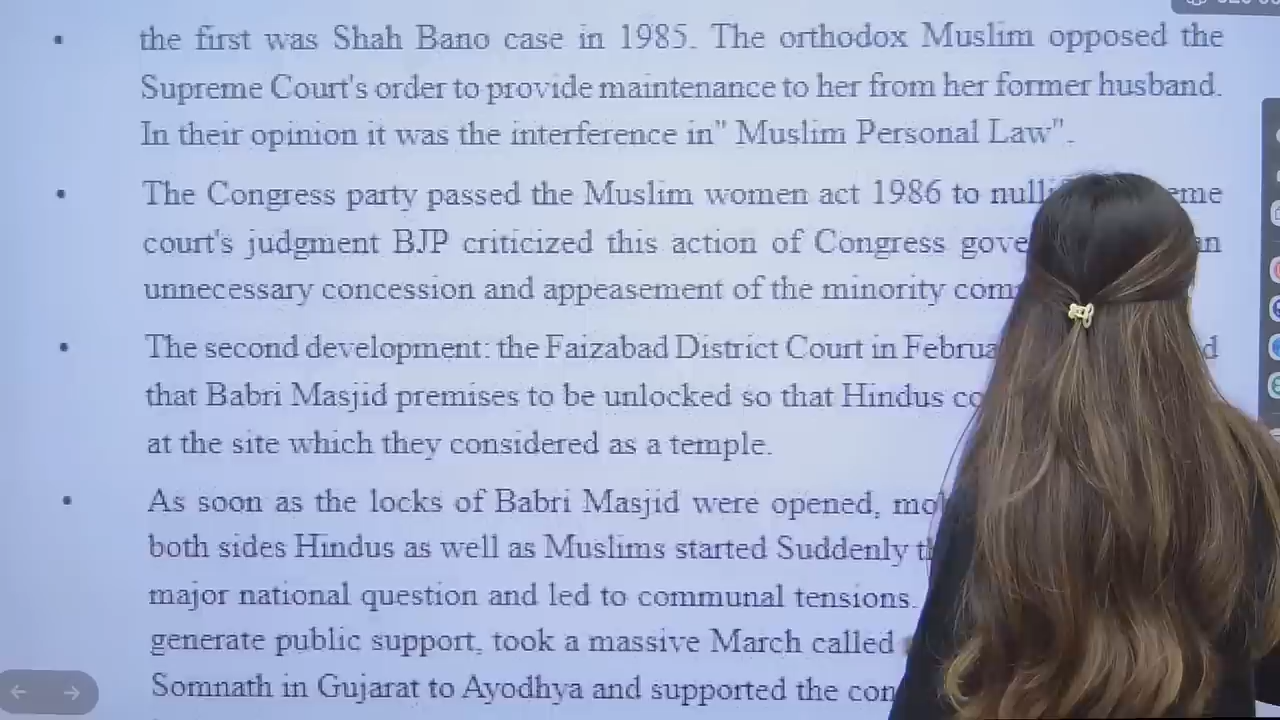 • the first was Shah Bano case in 1985. The orthodox Muslim opposed the
Supreme Court's order to provide maintenance to her from her former husband.
In their opinion it was the interference in" Muslim Personal Law".
• The Congress party passed the Muslim women act 1986 to
court's judgment BJP criticized this action of Congress
unnecessary concession and appeasement of the minority
• The second development: the Faizabad District Court in
that Babri Masjid premises to be unlocked so that Hindus
at the site which they considered as a temple.
• As soon as the locks of Babri Masjid were opened,
both sides Hindus as well as Muslims started Suddenly
major national question and led to communal tensions.
generate public support, took a massive March called
Somnath in Gujarat to Ayodhya and supported the